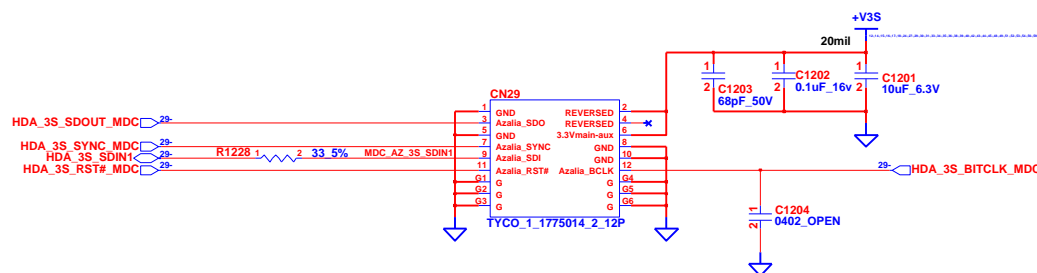 +V3S
20mil
1 2 C1203 68pF_50V
1 2 C1202 0.1uF_16v
1 2 C1201 10uF_6.3V
CN29
1 GND REVERSED 2
HDA_3S_SDOUT_MDC 29- 3 Azalia_SDO REVERSED 4
5 GND 3.3Vmain-aux 6
HDA_3S_SYNC_MDC 29- 7 Azalia_SYNC GND 8
HDA_3S_SDIN1 29- R1228 1 2 33_5% MDC_AZ_3S_SDIN1 9 Azalia_SDI GND 10
HDA_3S_RST#_MDC 29- 11 Azalia_RST# Azalia_BCLK 12 29- HDA_3S_BITCLK_MDC
G1 G G G4
G2 G G G5
G3 G G G6
TYCO_1_1775014_2_12P
1 2 C1204 0402_OPEN